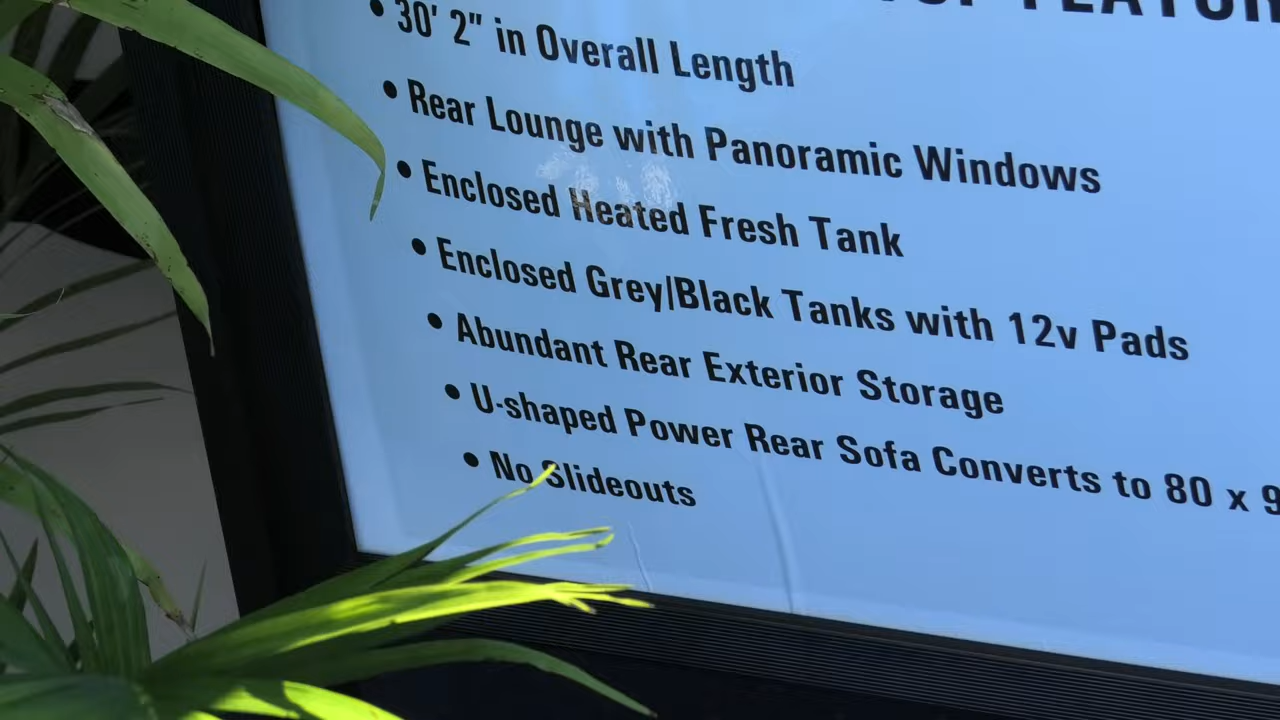 • 30' 2" in Overall Length
• Rear Lounge with Panoramic Windows
• Enclosed Heated Fresh Tank
• Enclosed Grey/Black Tanks with 12v Pads
• Abundant Rear Exterior Storage
• U-shaped Power Rear Sofa Converts to 80 x 9
• No Slideouts